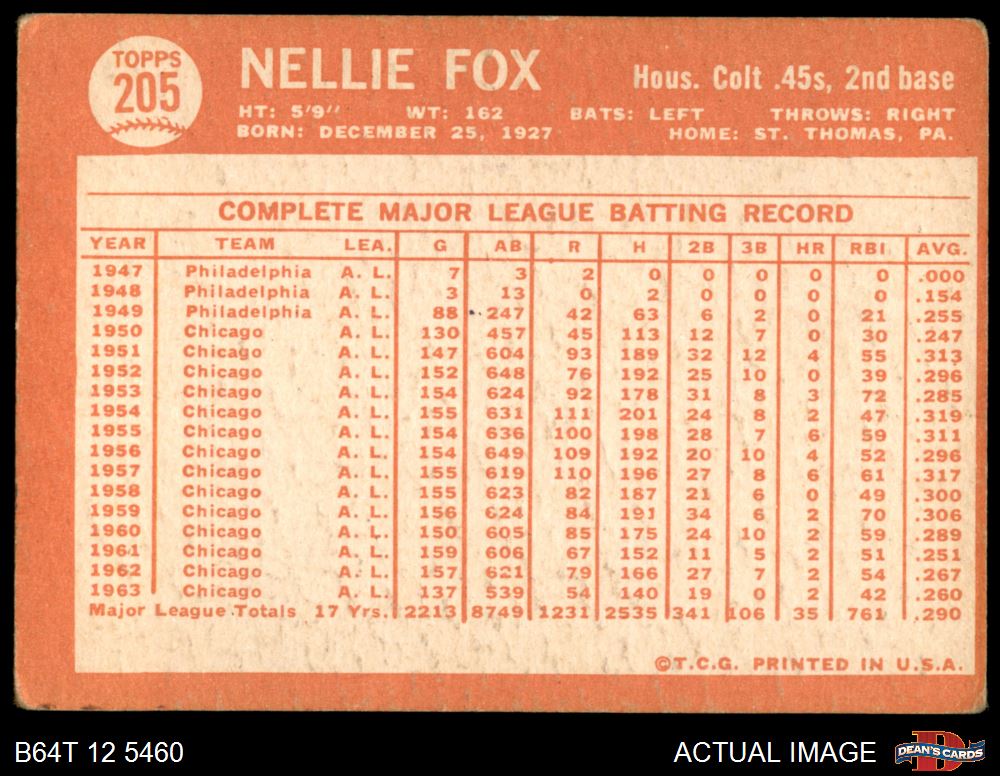 TOPPS
205
NELLIE FOX
Hous. Colt .45s, 2nd base
HT: 5'9" WT: 162 BATS: LEFT THROWS: RIGHT
BORN: DECEMBER 25, 1927 HOME: ST. THOMAS, PA.
COMPLETE MAJOR LEAGUE BATTING RECORD
YEAR TEAM LEA. G AB R H 2B 3B HR RBI AVG.
1947 Philadelphia A. L. 7 3 2 0 0 0 0 0 .000
1948 Philadelphia A. L. 3 13 0 2 0 0 0 0 .154
1949 Philadelphia A. L. 88 247 42 63 6 2 0 21 .255
1950 Chicago A. L. 130 457 45 113 12 7 0 30 .247
1951 Chicago A. L. 147 604 93 189 32 12 4 55 .313
1952 Chicago A. L. 152 648 76 192 25 10 0 39 .296
1953 Chicago A. L. 154 624 92 178 31 8 3 72 .285
1954 Chicago A. L. 155 631 111 201 24 8 2 47 .319
1955 Chicago A. L. 154 636 100 198 28 7 6 59 .311
1956 Chicago A. L. 154 649 109 192 20 10 4 52 .296
1957 Chicago A. L. 155 619 110 196 27 8 6 61 .317
1958 Chicago A. L. 155 623 82 187 21 6 0 49 .300
1959 Chicago A. L. 156 624 84 191 34 6 2 70 .306
1960 Chicago A. L. 150 605 85 175 24 10 2 59 .289
1961 Chicago A. L. 159 606 67 152 11 5 2 51 .251
1962 Chicago A. L. 157 621 79 166 27 7 2 54 .267
1963 Chicago A. L. 137 539 54 140 19 0 2 42 .260
Major League Totals 17 Yrs. 2213 8749 1231 2535 341 106 35 761 .290
©T.C.G. PRINTED IN U.S.A.
B64T 12 5460
ACTUAL IMAGE
D
DEAN'S CARDS